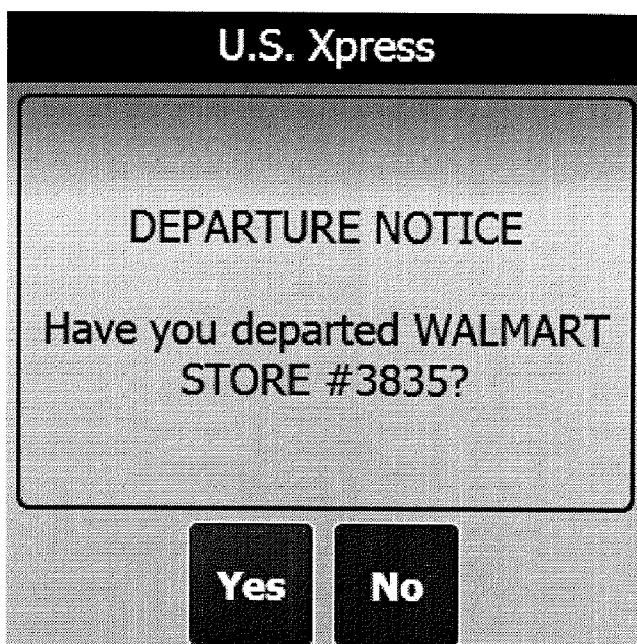 U.S. Xpress
DEPARTURE NOTICE
Have you departed WALMART
STORE #3835?
Yes No